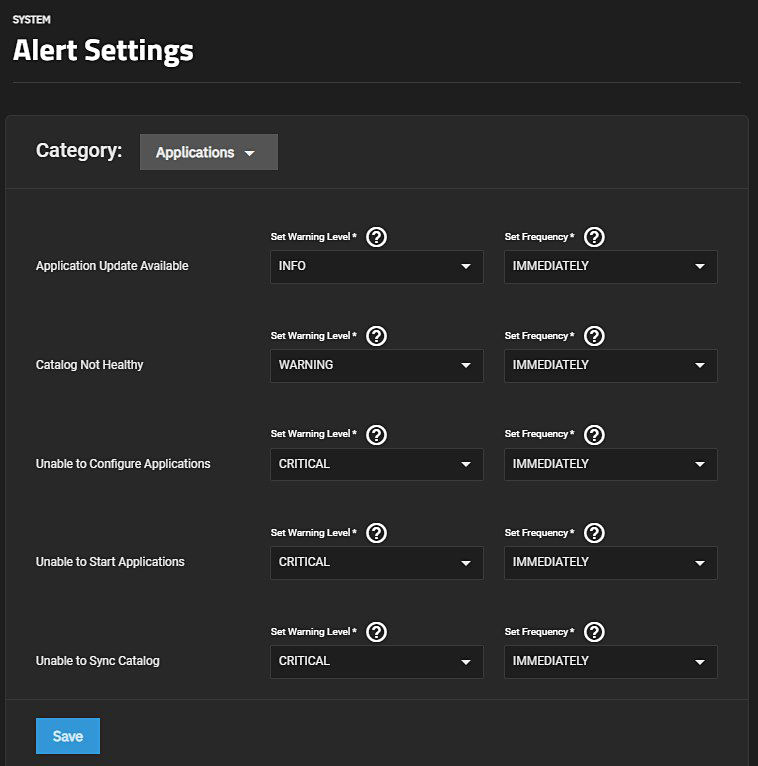 SYSTEM
Alert Settings
Category: Applications
Set Warning Level * Set Frequency *
Application Update Available INFO IMMEDIATELY
Set Warning Level * Set Frequency *
Catalog Not Healthy WARNING IMMEDIATELY
Set Warning Level * Set Frequency *
Unable to Configure Applications CRITICAL IMMEDIATELY
Set Warning Level * Set Frequency *
Unable to Start Applications CRITICAL IMMEDIATELY
Set Warning Level * Set Frequency *
Unable to Sync Catalog CRITICAL IMMEDIATELY
Save